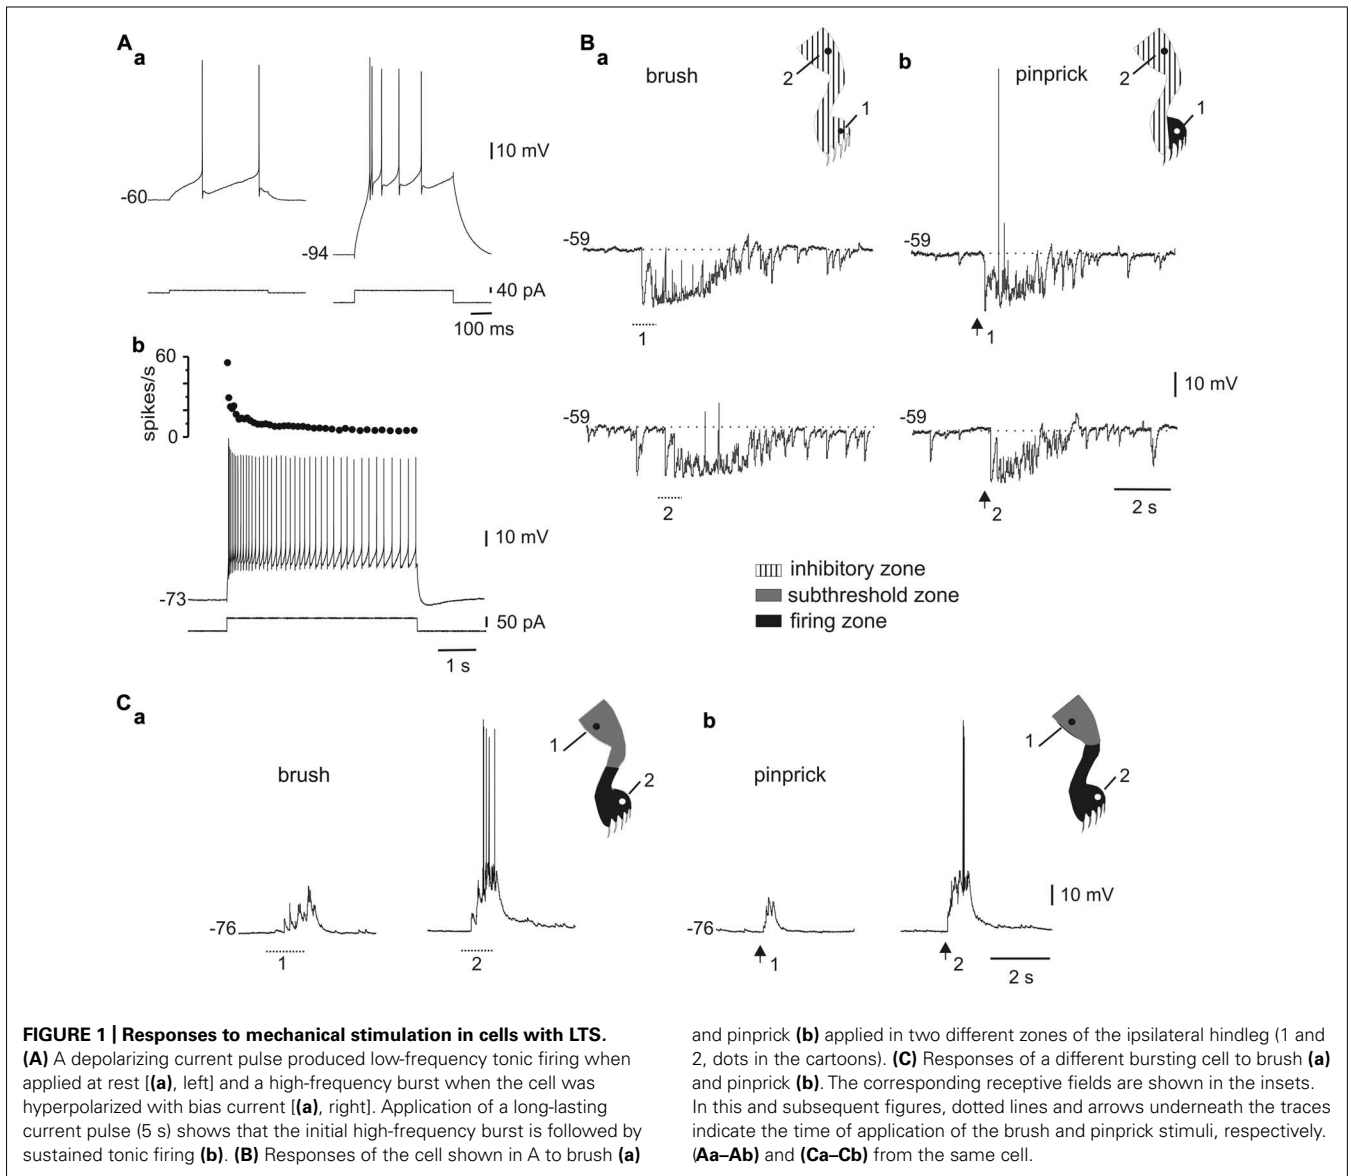 A
a
-60
-94
10 mV
40 pA
100 ms
b
60
spikes/s
0
-73
10 mV
50 pA
1 s
B
a
brush
2
1
-59
1
-59
2
b
pinprick
2
1
-59
1
10 mV
-59
2
2 s
inhibitory zone
subthreshold zone
firing zone
C
a
brush
1
2
-76
1
2
b
pinprick
1
2
-76
1
2
10 mV
2 s
FIGURE 1 | Responses to mechanical stimulation in cells with LTS.
(A) A depolarizing current pulse produced low-frequency tonic firing when
applied at rest [(a), left] and a high-frequency burst when the cell was
hyperpolarized with bias current [(a), right]. Application of a long-lasting
current pulse (5 s) shows that the initial high-frequency burst is followed by
sustained tonic firing (b). (B) Responses of the cell shown in A to brush (a)
and pinprick (b) applied in two different zones of the ipsilateral hindleg (1 and
2, dots in the cartoons). (C) Responses of a different bursting cell to brush (a)
and pinprick (b). The corresponding receptive fields are shown in the insets.
In this and subsequent figures, dotted lines and arrows underneath the traces
indicate the time of application of the brush and pinprick stimuli, respectively.
(Aa–Ab) and (Ca–Cb) from the same cell.